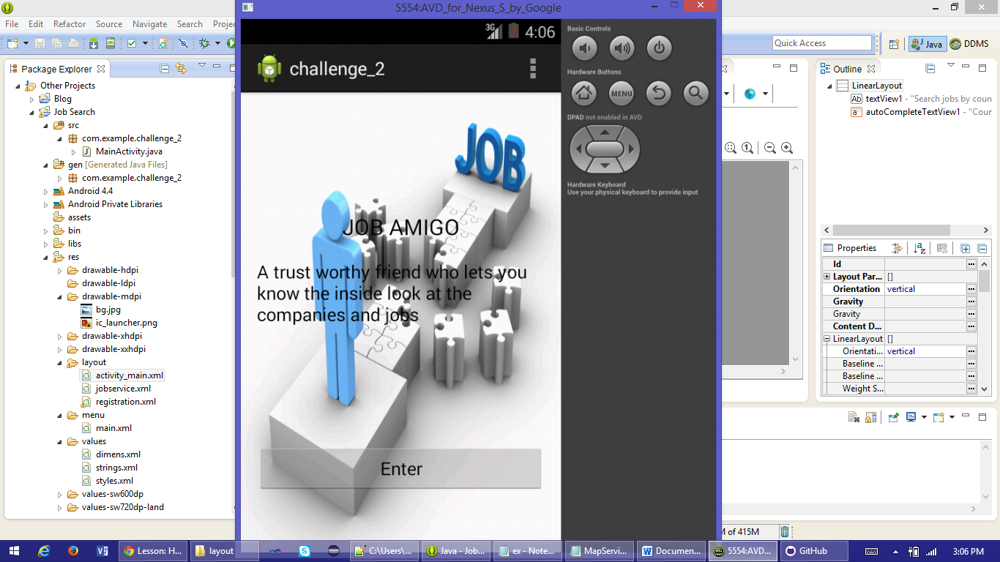 5554:AVD_for_Nexus_S_by_Google
File Edit Refactor Source Navigate Search Projec
Quick Access
Java
DDMS
Package Explorer
Other Projects
Blog
Job Search
src
com.example.challenge_2
MainActivity.java
gen [Generated Java Files]
com.example.challenge_2
Android 4.4
Android Private Libraries
assets
bin
libs
res
drawable-hdpi
drawable-ldpi
drawable-mdpi
bg.jpg
ic_launcher.png
drawable-xhdpi
drawable-xxhdpi
layout
activity_main.xml
jobservice.xml
registration.xml
menu
main.xml
values
dimens.xml
strings.xml
styles.xml
values-sw600dp
values-sw720dp-land
3G 4:06
challenge_2
JOB
JOB AMIGO
A trust worthy friend who lets you
know the inside look at the
companies and jobs
Enter
Basic Controls
Hardware Buttons
MENU
DPAD not enabled in AVD
Hardware Keyboard
Use your physical keyboard to provide input
Outline
LinearLayout
textView1 - "Search jobs by coun
autoCompleteTextView1 - "Cour
Properties
Id
Layout Par... []
Orientation vertical
Gravity
Gravity
Content D...
LinearLayout []
Orientati... vertical
Baseline ...
Baseline ...
Weight S...
M of 415M
Lesson: H...
layout
C:\Users\...
Java - Job...
ex - Note...
MapServi...
Documen...
5554:AVD...
GitHub
3:06 PM